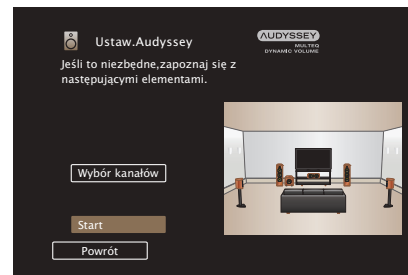 Ustaw.Audyssey
AUDYSSEY
MULTEQ
DYNAMIC VOLUME
Jeśli to niezbędne,zapoznaj się z
następującymi elementami.
Wybór kanałów
Start
Powrót